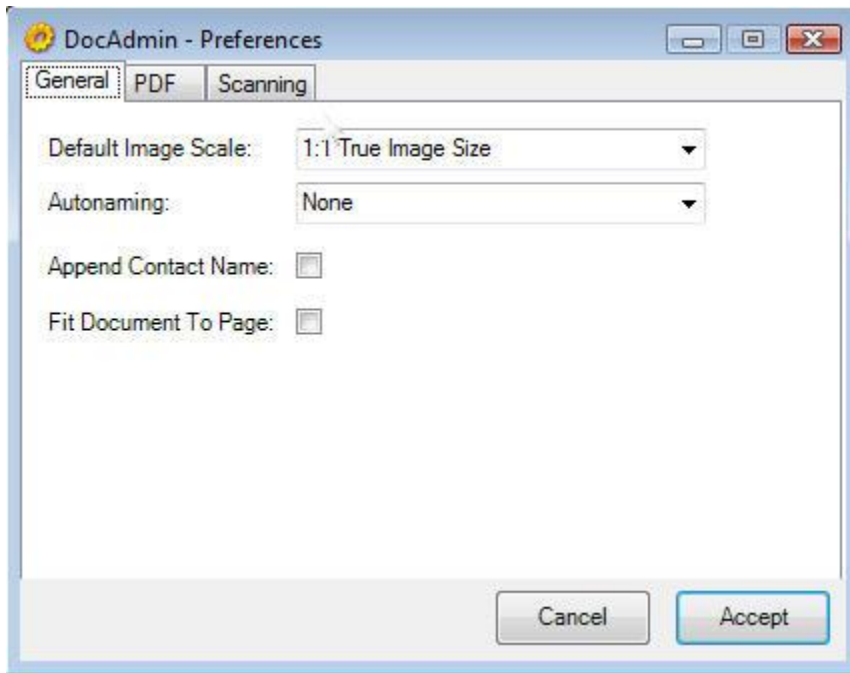 DocAdmin - Preferences
General PDF Scanning
Default Image Scale: 1:1 True Image Size
Autonaming: None
Append Contact Name:
Fit Document To Page:
Cancel Accept